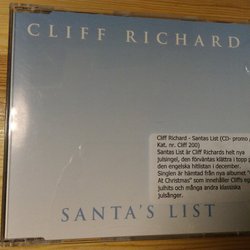 CLIFF RICHARD
Cliff Richard - Santas List (CD- promo
Kat. nr. Cliff 200)
Santas List är Cliff Richards helt nya
julsingel, den förväntas klättra i topp
den engelska hitlistan i december.
Singlen är hämtad från nya albumet "
At Christmas" som innehåller Cliffs
julhits och många andra klassiska
julsånger.
SANTA'S LIST